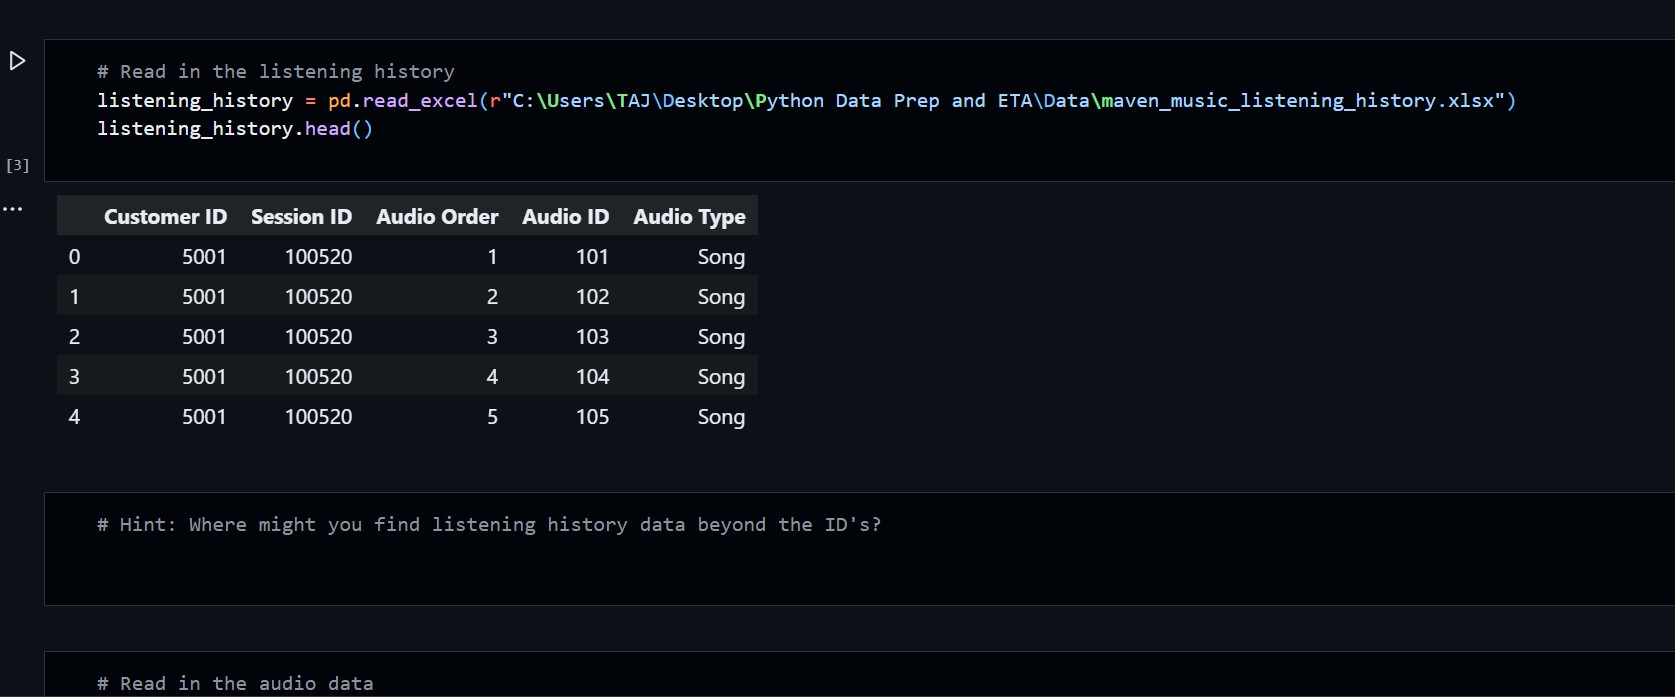 # Read in the listening history
listening_history = pd.read_excel(r"C:\Users\TAJ\Desktop\Python Data Prep and ETA\Data\maven_music_listening_history.xlsx")
listening_history.head()
[3]
...
Customer ID Session ID Audio Order Audio ID Audio Type
0 5001 100520 1 101 Song
1 5001 100520 2 102 Song
2 5001 100520 3 103 Song
3 5001 100520 4 104 Song
4 5001 100520 5 105 Song
# Hint: Where might you find listening history data beyond the ID's?
# Read in the audio data